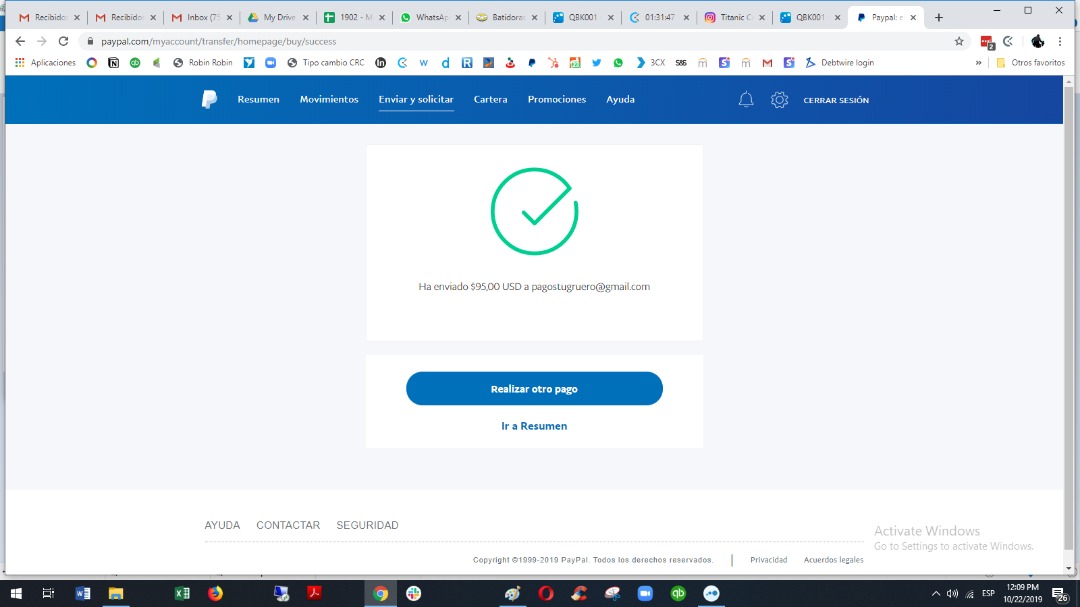 Recibidos
Recibidos
Inbox (75
My Drive
1902 - M
WhatsAp
Batidora
QBK001
01:31:47
Titanic C
QBK001
Paypal: e
paypal.com/myaccount/transfer/homepage/buy/success
Aplicaciones
Robin Robin
Tipo cambio CRC
3CX
Debtwire login
»
Otros favoritos
Resumen
Movimientos
Enviar y solicitar
Cartera
Promociones
Ayuda
CERRAR SESIÓN
Ha enviado $95,00 USD a pagostugruero@gmail.com
Realizar otro pago
Ir a Resumen
AYUDA
CONTACTAR
SEGURIDAD
Activate Windows
Go to Settings to activate Windows.
Copyright ©1999-2019 PayPal. Todos los derechos reservados.
Privacidad
Acuerdos legales
ESP
12:09 PM
10/22/2019
26